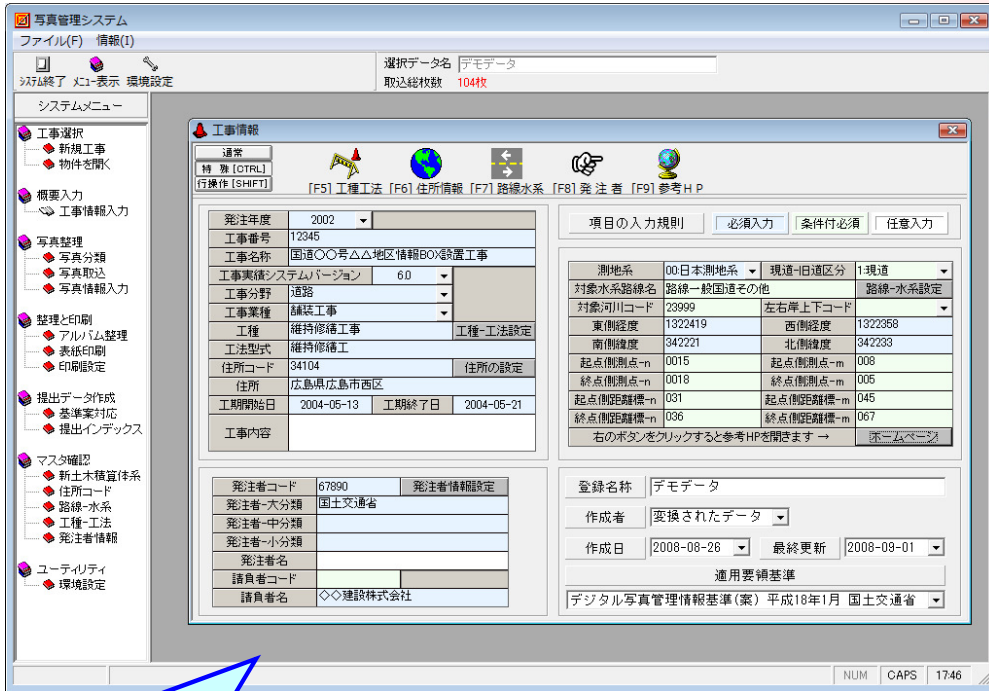 写真管理システム
ファイル(F) 情報(I)
システム終了 メニュー表示 環境設定
選択データ名 デモデータ
取込総枚数 104枚
システムメニュー
工事選択
新規工事
物件を開く
概要入力
工事情報入力
写真整理
写真分類
写真取込
写真情報入力
整理と印刷
アルバム整理
表紙印刷
印刷設定
提出データ作成
基準案対応
提出インデックス
マスタ確認
新土木積算体系
住所コード
路線-水系
工種-工法
発注者情報
ユーティリティ
環境設定
工事情報
通常
特 殊 [CTRL]
行操作 [SHIFT]
[F5] 工種工法 [F6] 住所情報 [F7] 路線水系 [F8] 発 注 者 [F9] 参考ＨＰ
発注年度 2002
工事番号 12345
工事名称 国道〇〇号△△地区情報BOX設置工事
工事実績システムバージョン 6.0
工事分野 道路
工事業種 舗装工事
工種 維持修繕工事 工種-工法設定
工法型式 維持修繕工
住所コード 34104 住所の設定
住所 広島県広島市西区
工期開始日 2004-05-13 工期終了日 2004-05-21
工事内容
発注者コード 67890 発注者情報設定
発注者-大分類 国土交通省
発注者-中分類
発注者-小分類
発注者名
請負者コード
請負者名 ◇◇建設株式会社
項目の入力規則 必須入力 条件付必須 任意入力
測地系 00:日本測地系 現道-旧道区分 1:現道
対象水系路線名 路線一般国道その他 路線-水系設定
対象河川コード 23999 左右岸上下コード
東側経度 1322419 西側経度 1322358
南側緯度 342221 北側緯度 342233
起点側測点-n 0015 起点側測点-m 008
終点側測点-n 0018 終点側測点-m 005
起点側距離標-n 031 起点側距離標-m 045
終点側距離標-n 036 終点側距離標-m 067
右のボタンをクリックすると参考HPを開きます → ホームページ
登録名称 デモデータ
作成者 変換されたデータ
作成日 2008-08-26 最終更新 2008-09-01
適用要領基準
デジタル写真管理情報基準(案) 平成18年1月 国土交通省
NUM CAPS 17:46